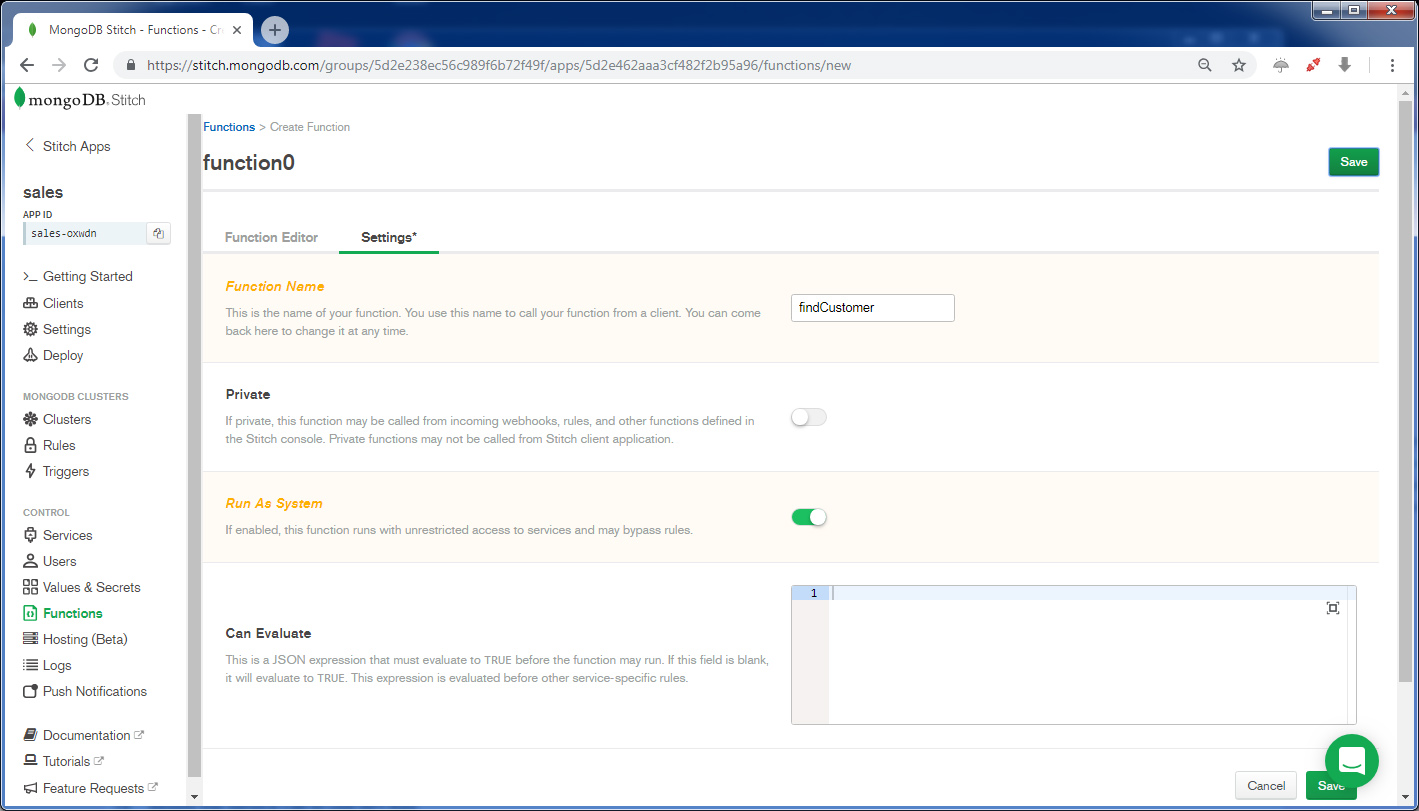 MongoDB Stitch - Functions - Cr
https://stitch.mongodb.com/groups/5d2e238ec56c989f6b72f49f/apps/5d2e462aaa3cf482f2b95a96/functions/new
mongoDB. Stitch
Stitch Apps
sales
APP ID
sales-oxwdn
Getting Started
Clients
Settings
Deploy
MONGODB CLUSTERS
Clusters
Rules
Triggers
CONTROL
Services
Users
Values & Secrets
Functions
Hosting (Beta)
Logs
Push Notifications
Documentation
Tutorials
Feature Requests
Functions > Create Function
function0
Save
Function Editor
Settings*
Function Name
This is the name of your function. You use this name to call your function from a client. You can come
back here to change it at any time.
findCustomer
Private
If private, this function may be called from incoming webhooks, rules, and other functions defined in
the Stitch console. Private functions may not be called from Stitch client application.
Run As System
If enabled, this function runs with unrestricted access to services and may bypass rules.
Can Evaluate
This is a JSON expression that must evaluate to TRUE before the function may run. If this field is blank,
it will evaluate to TRUE. This expression is evaluated before other service-specific rules.
1
Cancel
Save